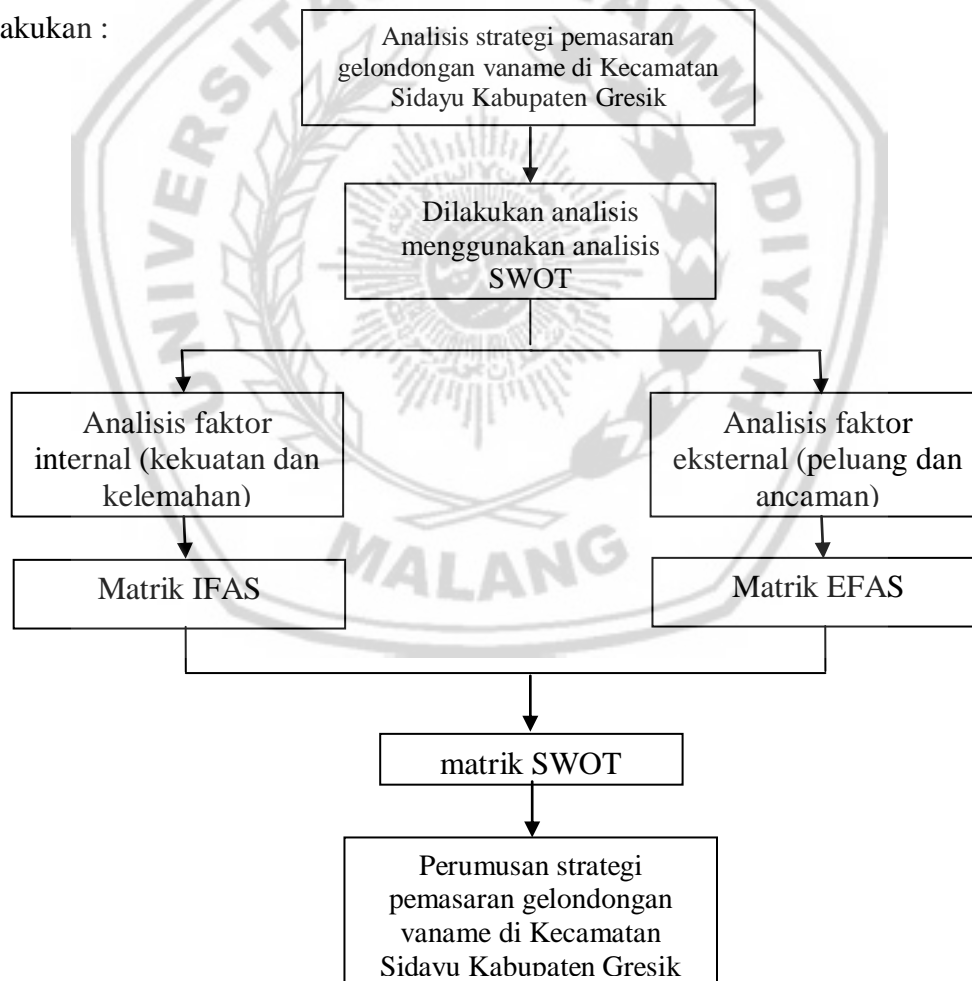 akukan :
Analisis strategi pemasaran
gelondongan vaname di Kecamatan
Sidayu Kabupaten Gresik
Dilakukan analisis
menggunakan analisis
SWOT
Analisis faktor
internal (kekuatan dan
kelemahan)
Analisis faktor
eksternal (peluang dan
ancaman)
Matrik IFAS
Matrik EFAS
matrik SWOT
Perumusan strategi
pemasaran gelondongan
vaname di Kecamatan
Sidayu Kabupaten Gresik
UNIVERSITAS MUHAMMADIYAH
MALANG